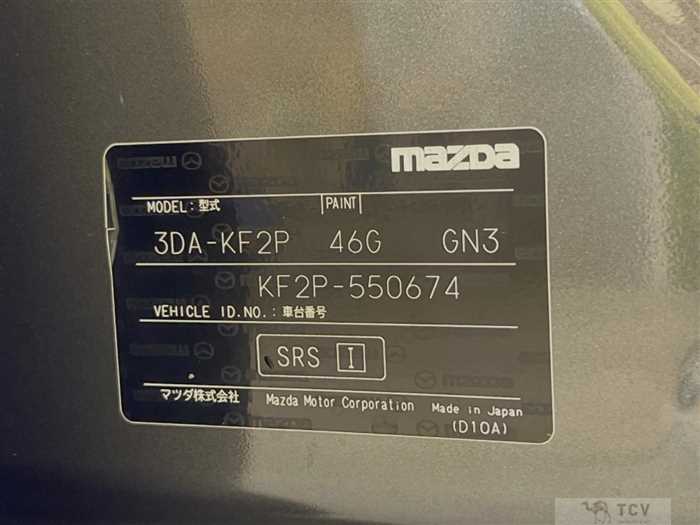 mazda
MODEL:型式 PAINT
3DA-KF2P 46G GN3
KF2P-550674
VEHICLE ID.NO.:車台番号
SRS I
マツダ株式会社 Mazda Motor Corporation Made in Japan
(D10A)
TCV